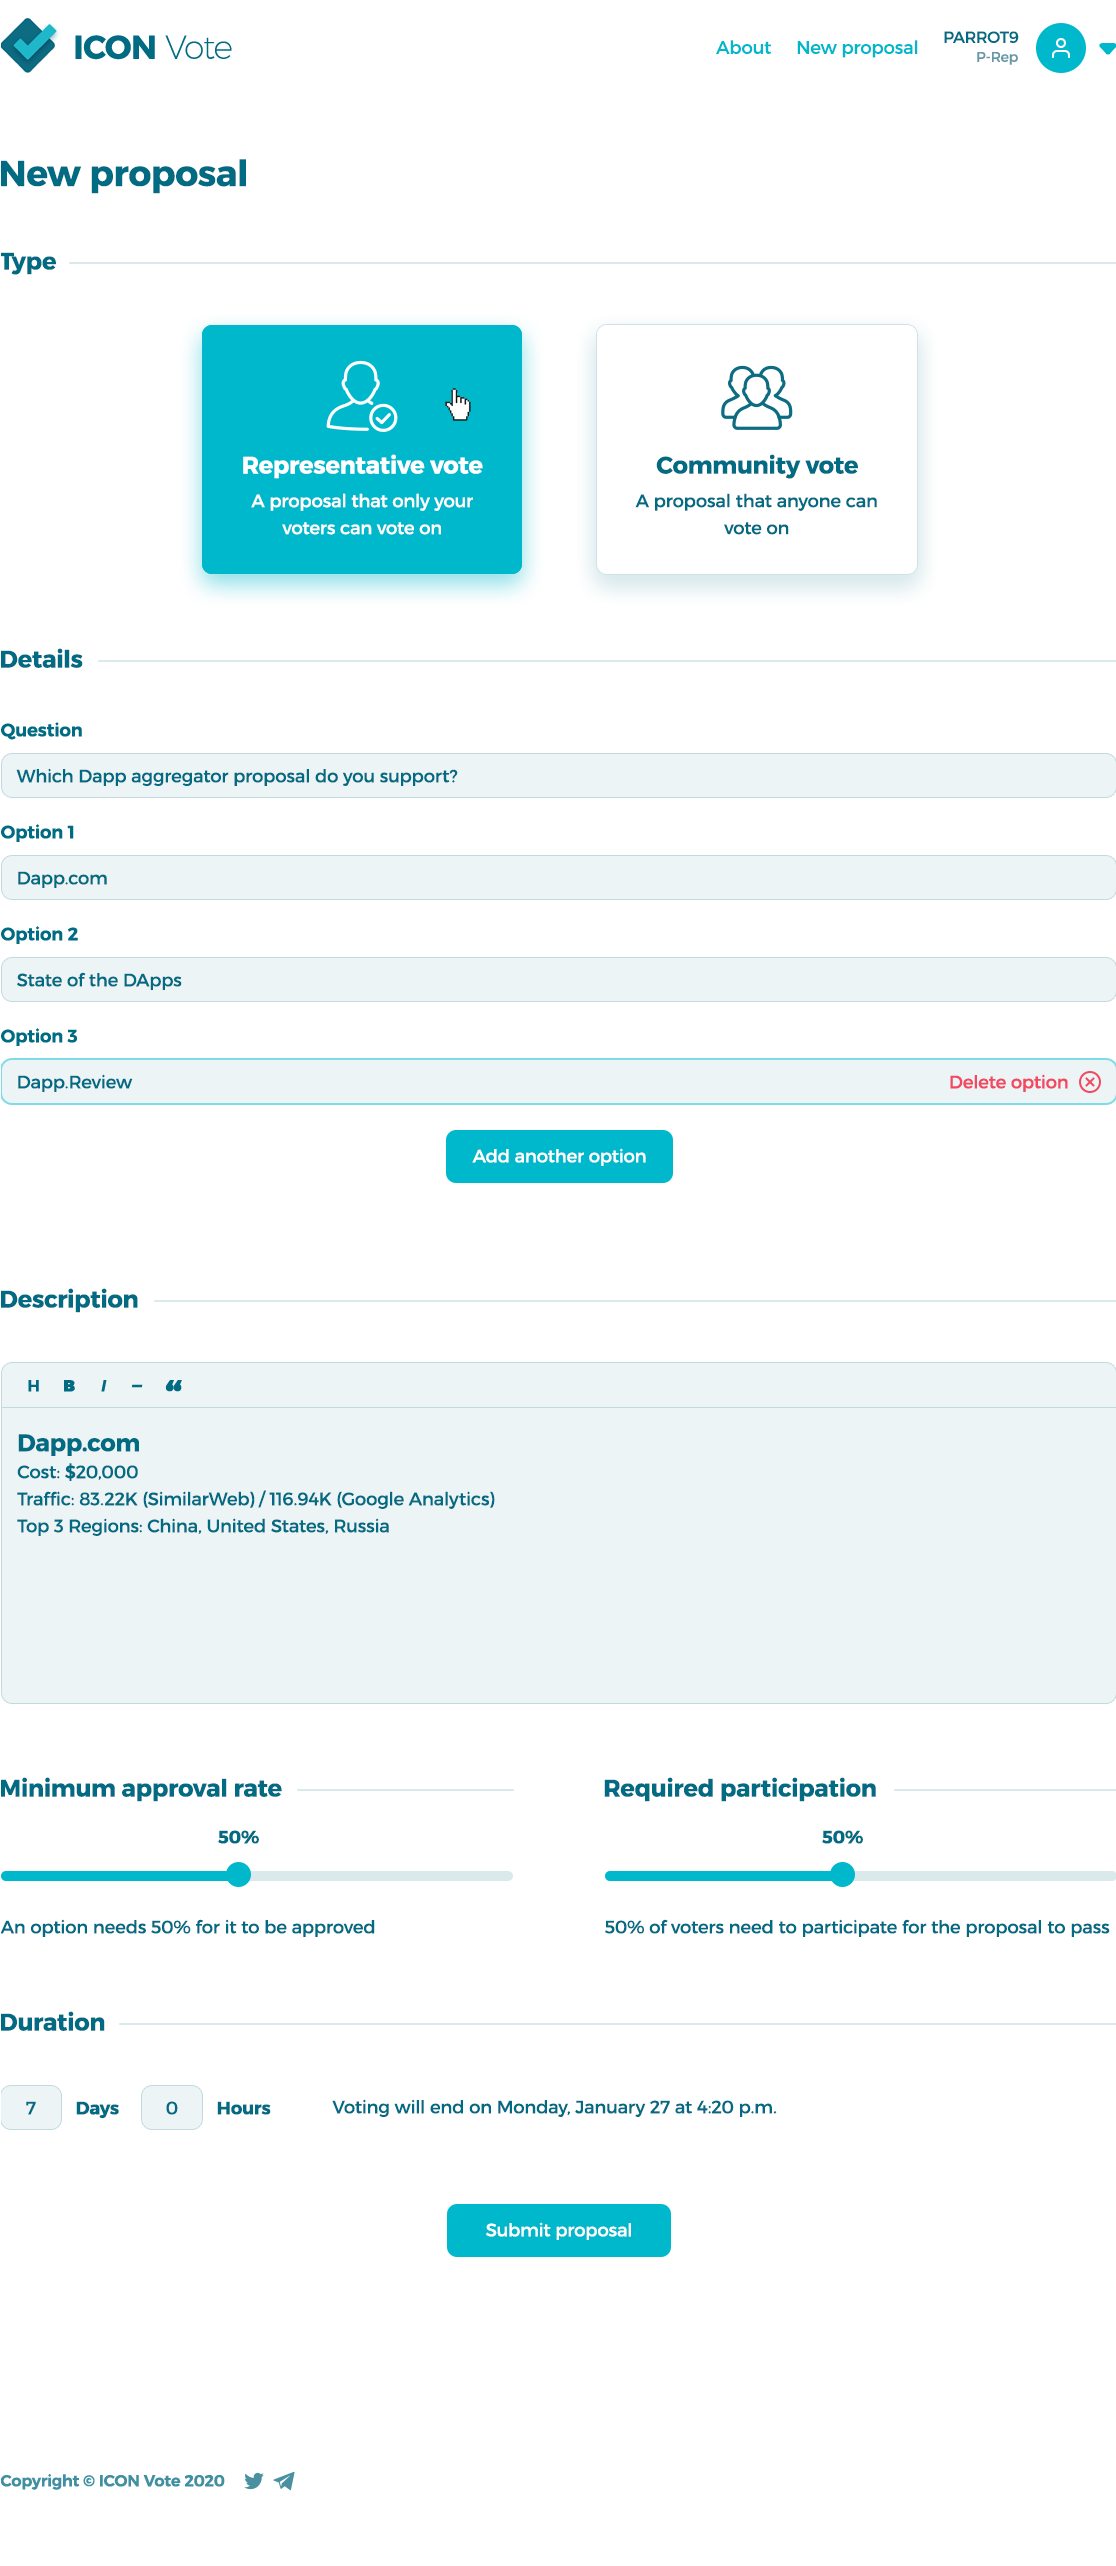 ICON Vote
About
New proposal
PARROT9
P-Rep
New proposal
Type
Representative vote
A proposal that only your
voters can vote on
Community vote
A proposal that anyone can
vote on
Details
Question
Which Dapp aggregator proposal do you support?
Option 1
Dapp.com
Option 2
State of the DApps
Option 3
Dapp.Review
Delete option
Add another option
Description
H B I – “
Dapp.com
Cost: $20,000
Traffic: 83.22K (SimilarWeb) / 116.94K (Google Analytics)
Top 3 Regions: China, United States, Russia
Minimum approval rate
50%
An option needs 50% for it to be approved
Required participation
50%
50% of voters need to participate for the proposal to pass
Duration
7 Days 0 Hours
Voting will end on Monday, January 27 at 4:20 p.m.
Submit proposal
Copyright © ICON Vote 2020